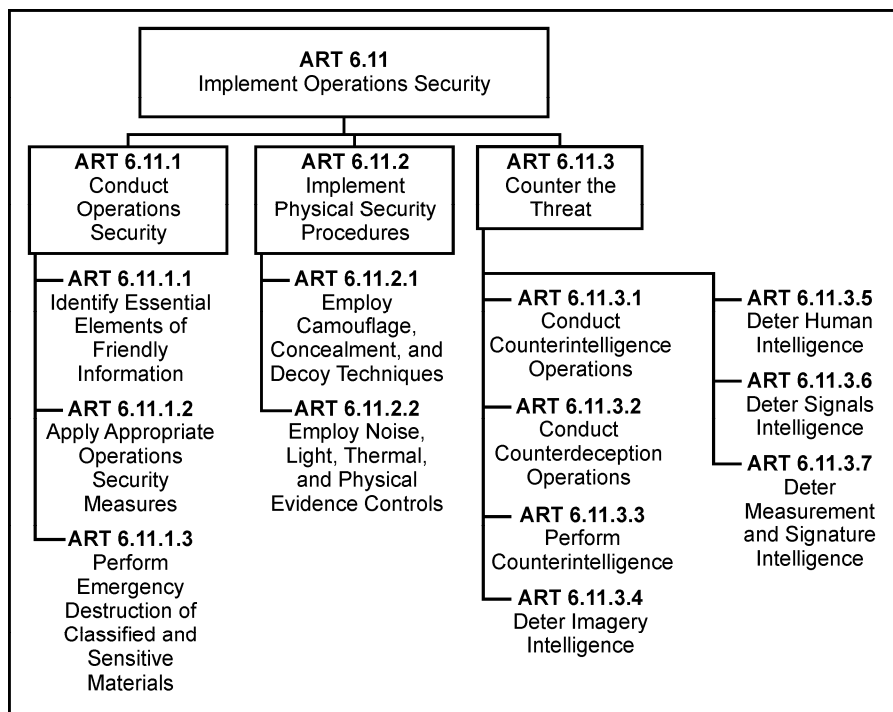 ART 6.11
Implement Operations Security
ART 6.11.1
Conduct
Operations
Security
ART 6.11.1.1
Identify Essential
Elements of
Friendly
Information
ART 6.11.1.2
Apply Appropriate
Operations
Security
Measures
ART 6.11.1.3
Perform
Emergency
Destruction of
Classified and
Sensitive
Materials
ART 6.11.2
Implement
Physical Security
Procedures
ART 6.11.2.1
Employ
Camouflage,
Concealment, and
Decoy Techniques
ART 6.11.2.2
Employ Noise,
Light, Thermal,
and Physical
Evidence Controls
ART 6.11.3
Counter the
Threat
ART 6.11.3.1
Conduct
Counterintelligence
Operations
ART 6.11.3.2
Conduct
Counterdeception
Operations
ART 6.11.3.3
Perform
Counterintelligence
ART 6.11.3.4
Deter Imagery
Intelligence
ART 6.11.3.5
Deter Human
Intelligence
ART 6.11.3.6
Deter Signals
Intelligence
ART 6.11.3.7
Deter
Measurement
and Signature
Intelligence